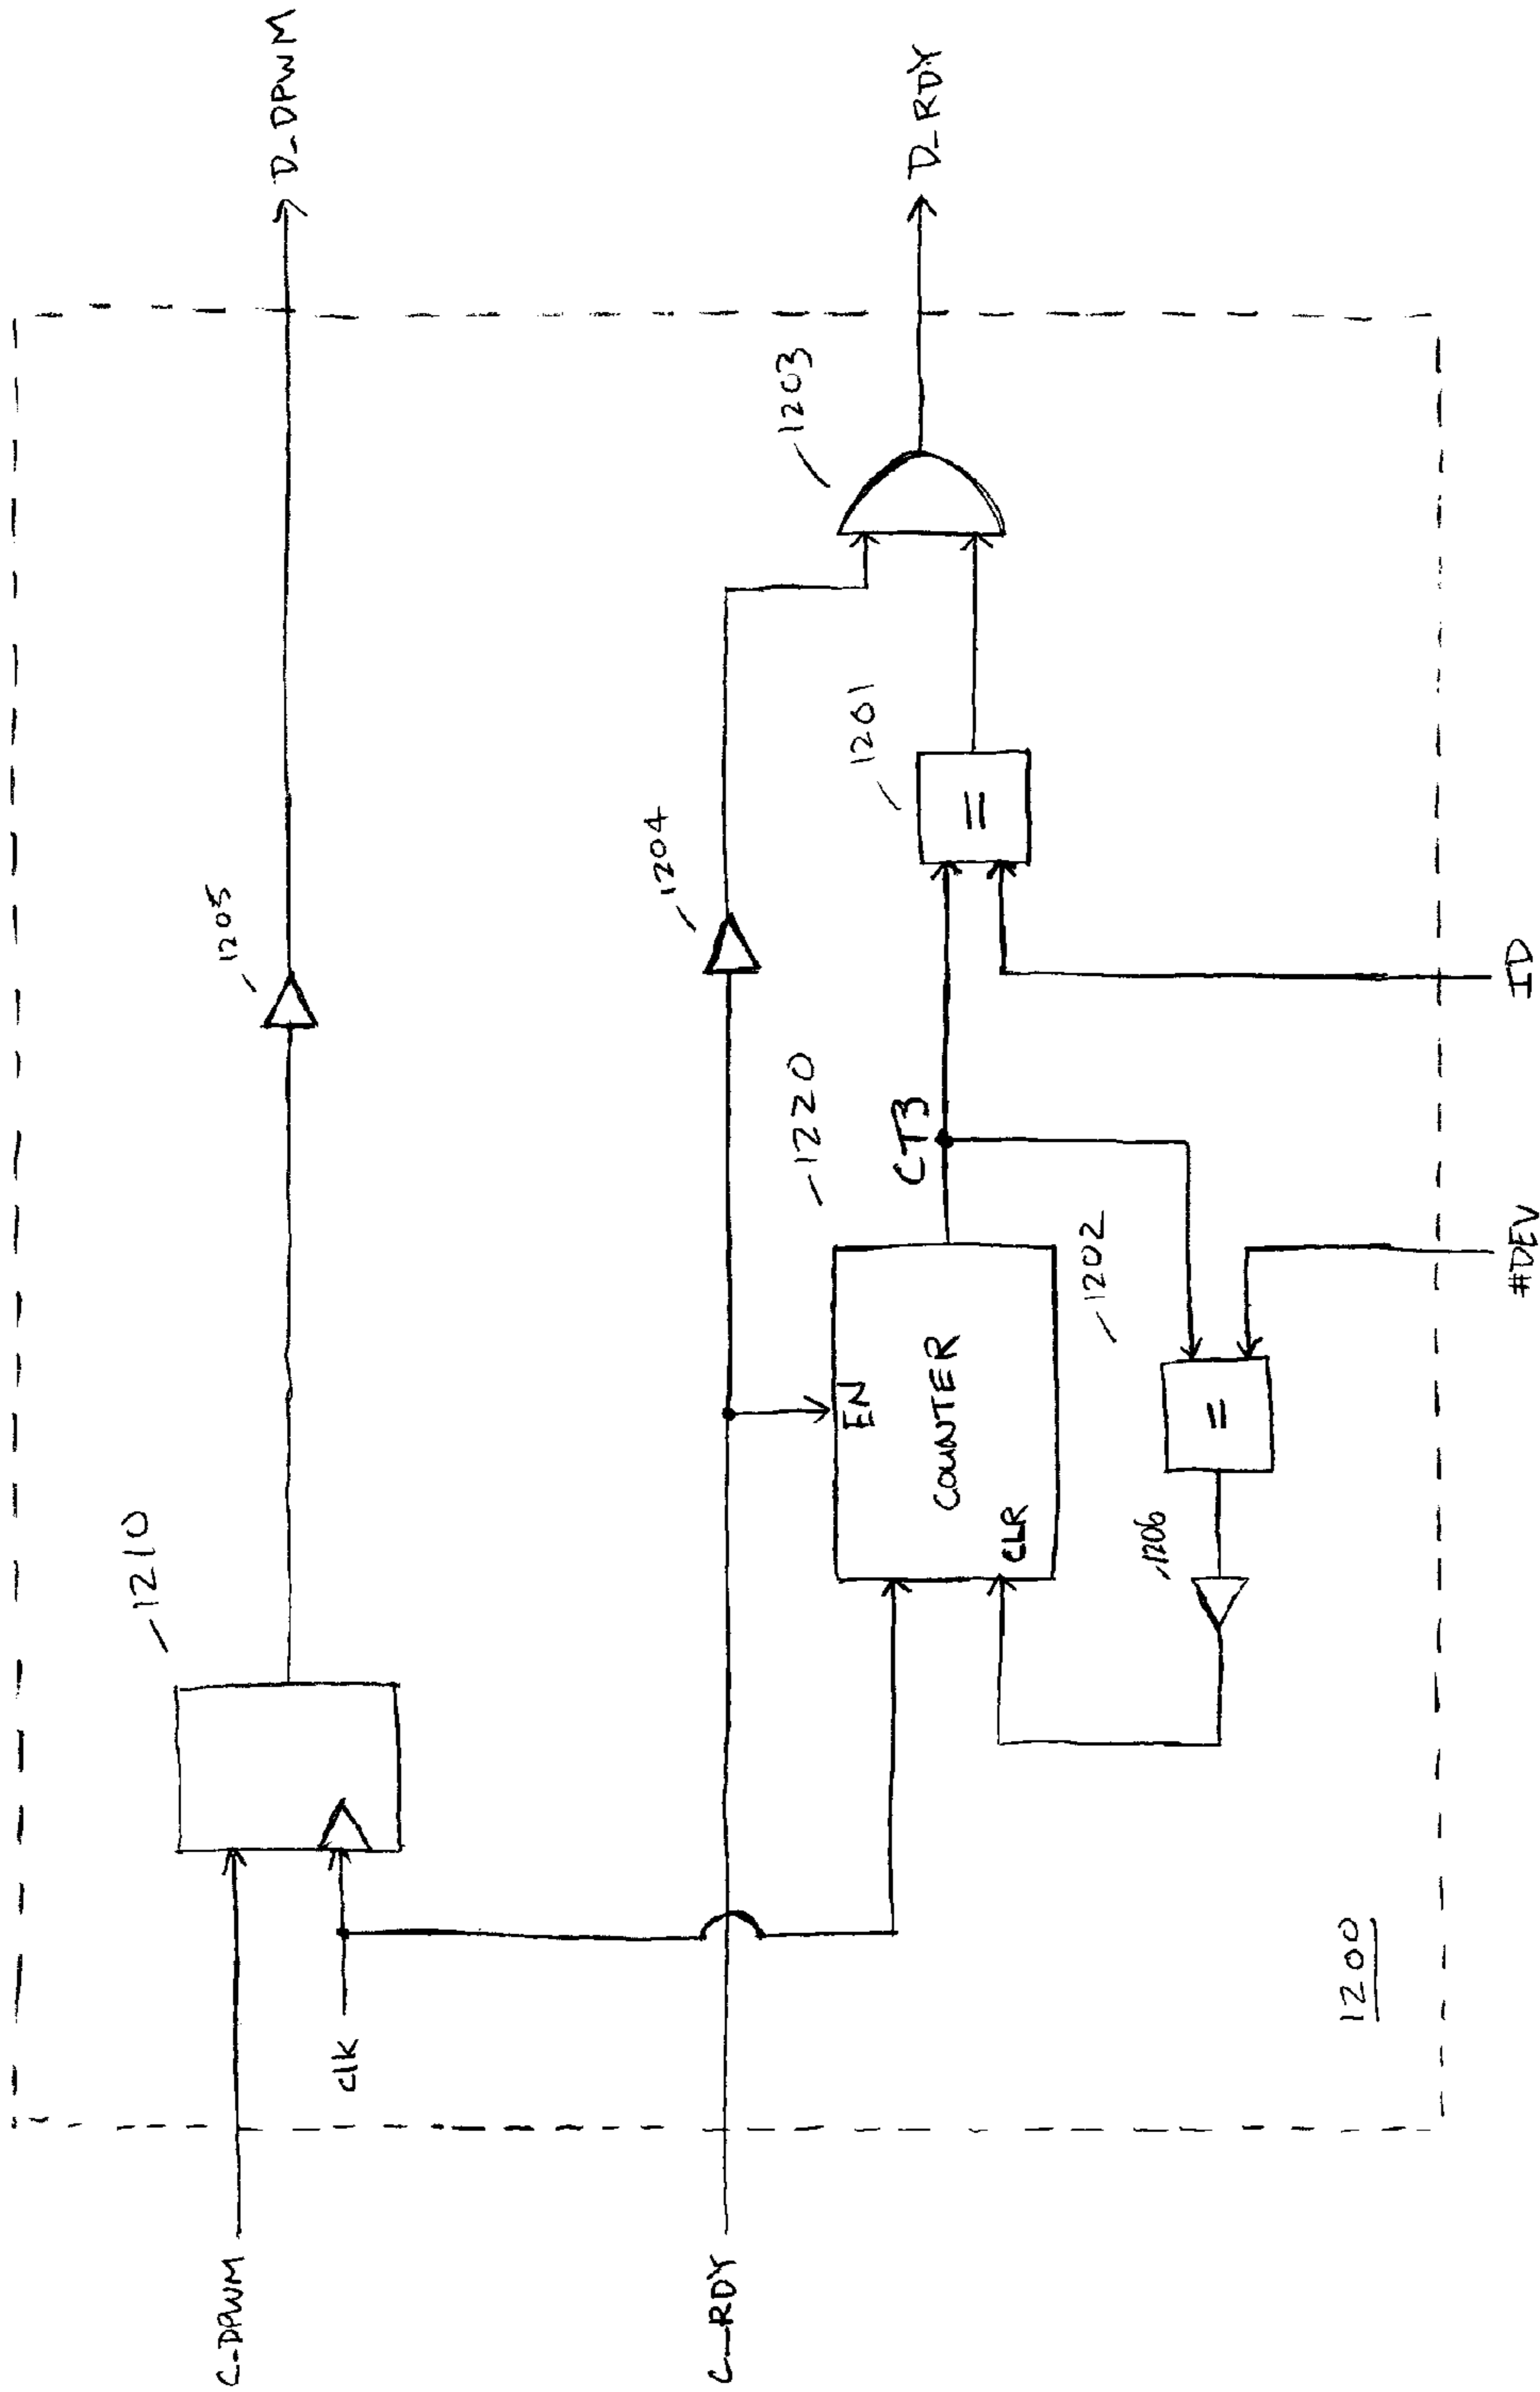 C_DPWM
clk
1210
1205
D_DPWM
C_RDY
1204
1203
D_RDY
EN
COUNTER
CLR
1220
CT3
=
1201
1202
=
1206
1200
#DEV
ID